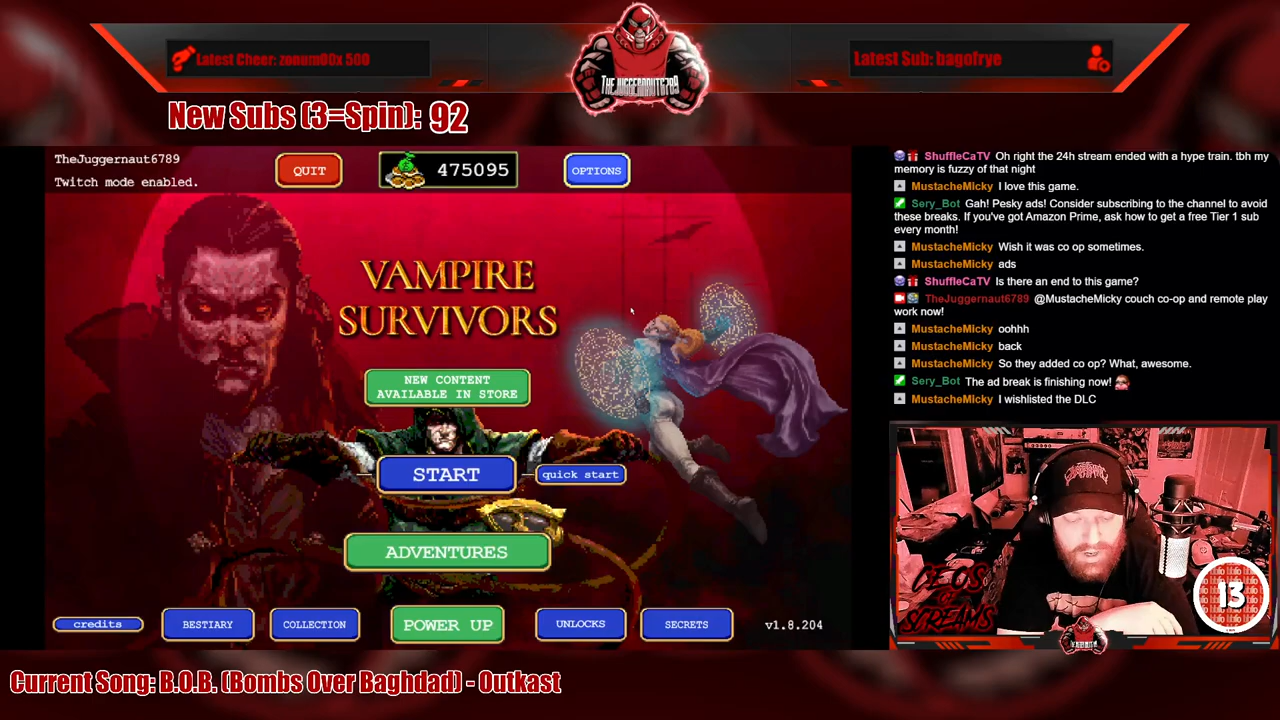 Latest Cheer: zonum00x 500
THEJUGGERNAUT6789
Latest Sub: bagofrye
New Subs (3=Spin): 92
TheJuggernaut6789
Twitch mode enabled.
QUIT
475095
OPTIONS
VAMPIRE
SURVIVORS
NEW CONTENT
AVAILABLE IN STORE
START
quick start
ADVENTURES
credits
BESTIARY
COLLECTION
POWER UP
UNLOCKS
SECRETS
v1.8.204
ShuffleCaTV Oh right the 24h stream ended with a hype train. tbh my
memory is fuzzy of that night
MustacheMicky I love this game.
Sery_Bot Gah! Pesky ads! Consider subscribing to the channel to avoid
these breaks. If you've got Amazon Prime, ask how to get a free Tier 1 sub
every month!
MustacheMicky Wish it was co op sometimes.
MustacheMicky ads
ShuffleCaTV Is there an end to this game?
TheJuggernaut6789 @MustacheMicky couch co-op and remote play
work now!
MustacheMicky oohhh
MustacheMicky back
MustacheMicky So they added co op? What, awesome.
Sery_Bot The ad break is finishing now!
MustacheMicky I wishlisted the DLC
SCREAMS
13
Current Song: B.O.B. (Bombs Over Baghdad) - Outkast